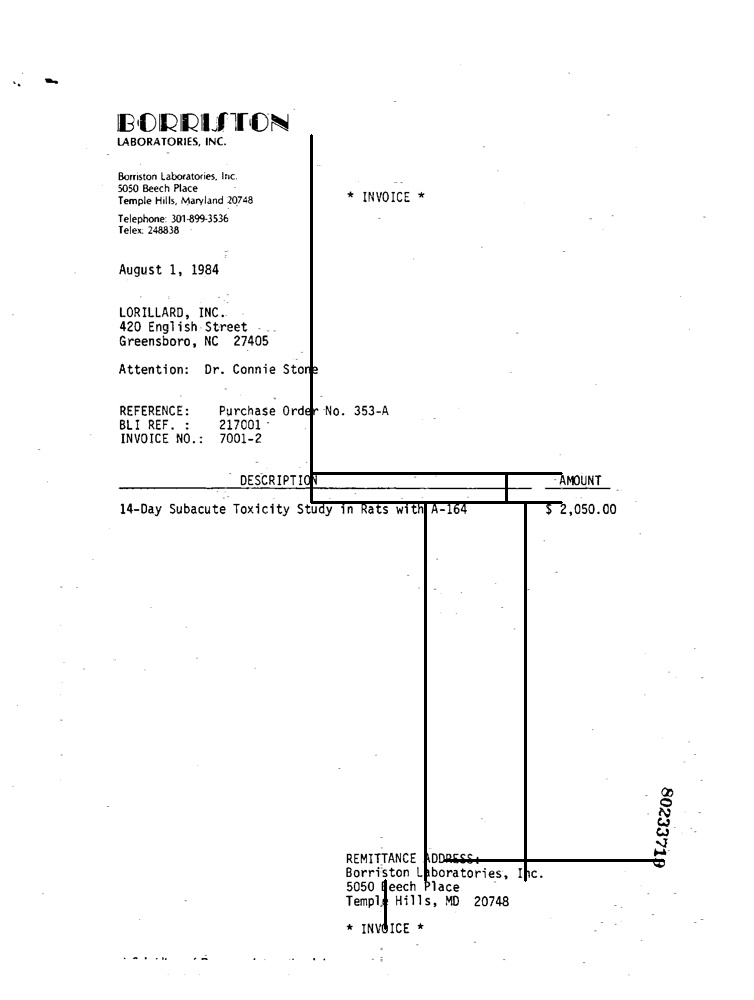 BORRISTON
LABORATORIES, INC.
Borriston Laboratories, Inc.
5050 Beech Place
Temple Hills, Maryland 20748
Telephone: 301-899-3536
Telex: 248838
* INVOICE *
August 1, 1984
LORILLARD, INC.
420 English Street
Greensboro, NC 27405
Attention: Dr. Connie Stone
REFERENCE: Purchase Order No. 353-A
BLI REF. : 217001
INVOICE NO.: 7001-2
DESCRIPTION AMOUNT
14-Day Subacute Toxicity Study in Rats with A-164 $ 2,050.00
80233710
REMITTANCE ADDRESS:
Borriston Laboratories, Inc.
5050 Beech Place
Temple Hills, MD 20748
* INVOICE *